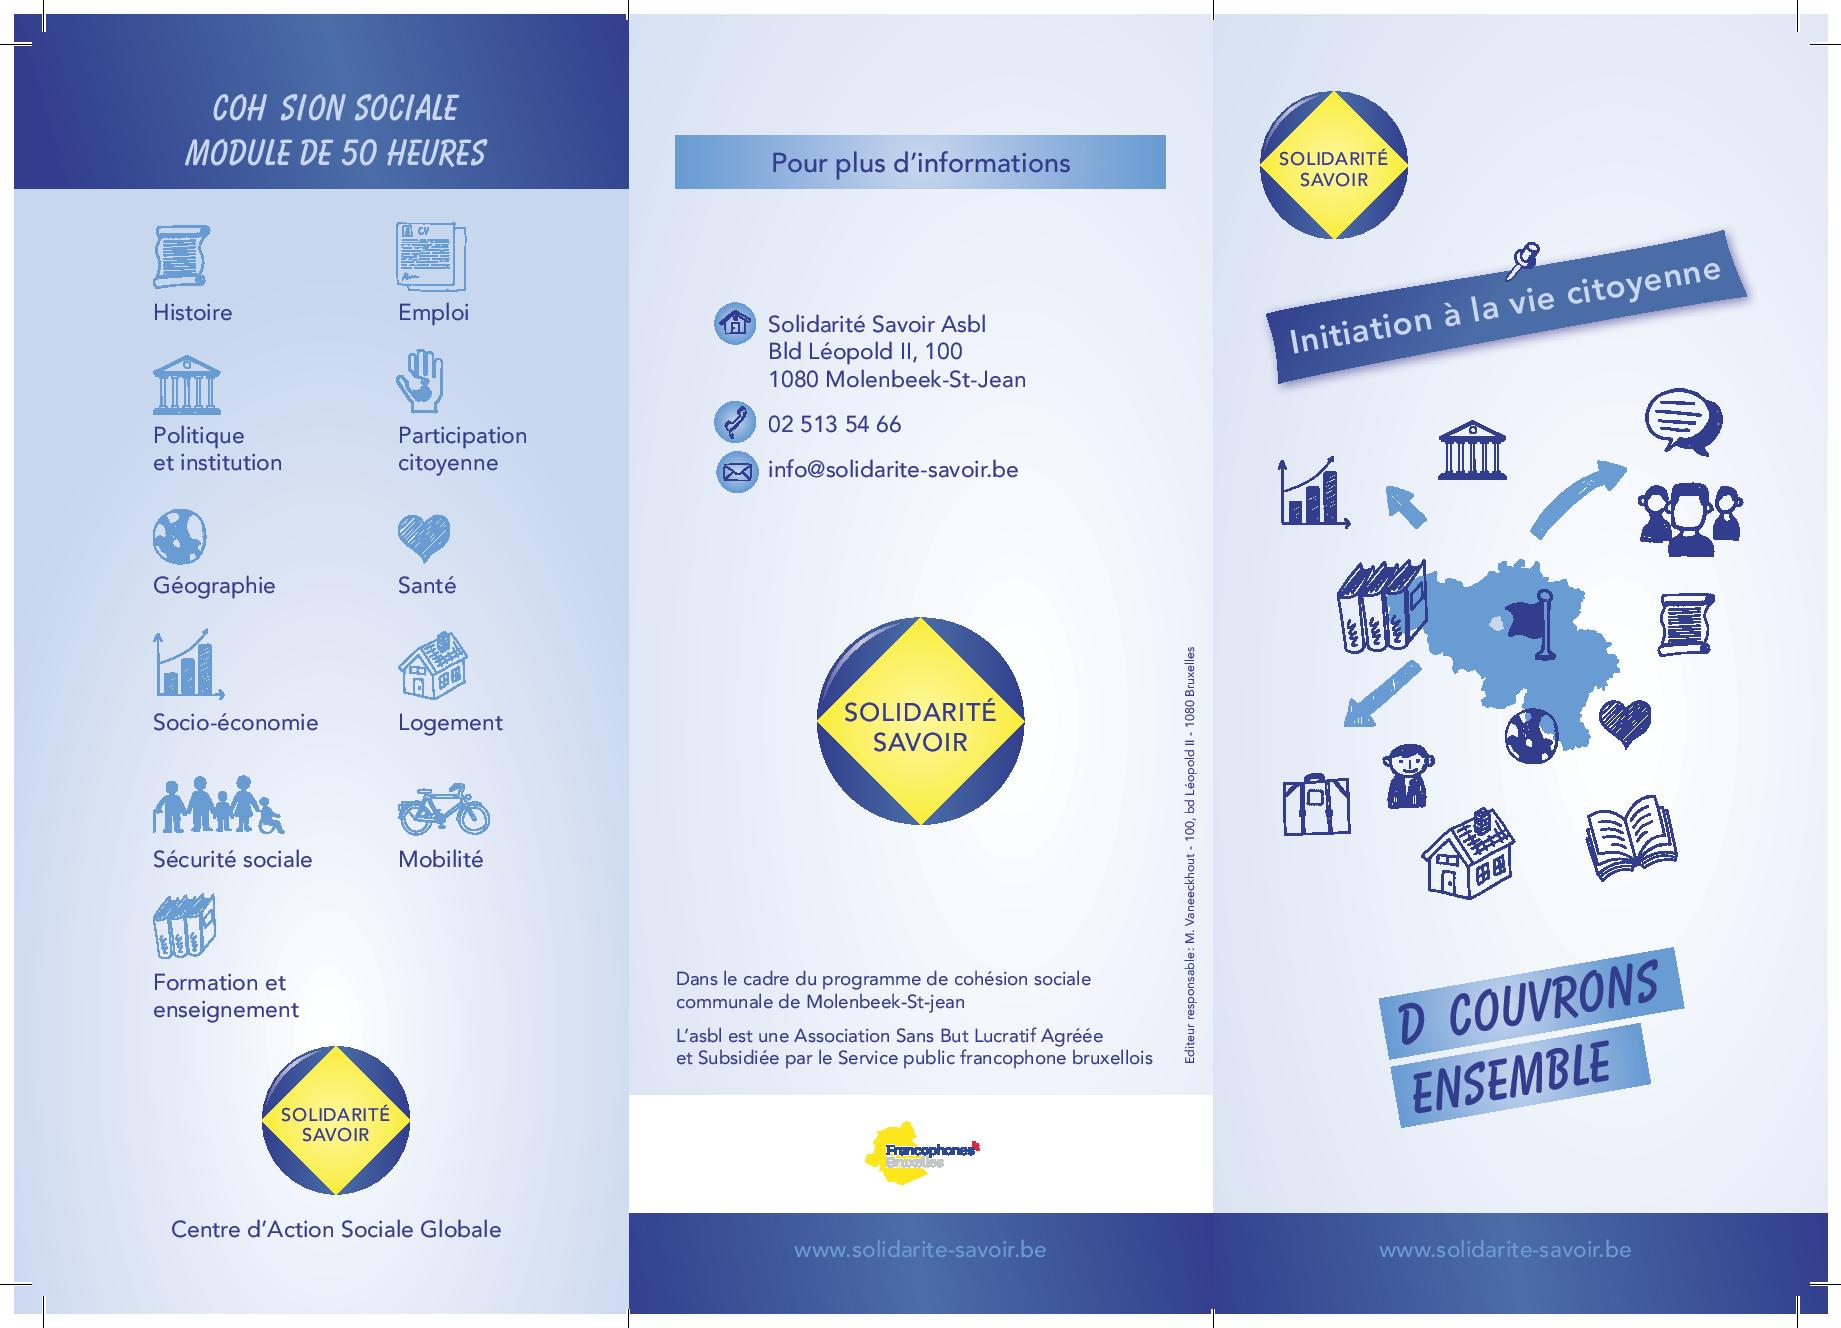 COH SION SOCIALE
MODULE DE 50 HEURES
Histoire
CV
Emploi
Politique
et institution
Participation
citoyenne
Géographie
Santé
Socio-économie
Logement
Sécurité sociale
Mobilité
Formation et
enseignement
SOLIDARITÉ
SAVOIR
Centre d'Action Sociale Globale
Pour plus d'informations
Solidarité Savoir Asbl
Bld Léopold II, 100
1080 Molenbeek-St-Jean
02 513 54 66
info@solidarite-savoir.be
SOLIDARITÉ
SAVOIR
Editeur responsable: M. Vaneeckhout - 100, bd Léopold II - 1080 Bruxelles
Dans le cadre du programme de cohésion sociale
communale de Molenbeek-St-jean
L'asbl est une Association Sans But Lucratif Agréée
et Subsidiée par le Service public francophone bruxellois
Francophones
Bruxelles
www.solidarite-savoir.be
SOLIDARITÉ
SAVOIR
Initiation à la vie citoyenne
D COUVRONS
ENSEMBLE
www.solidarite-savoir.be